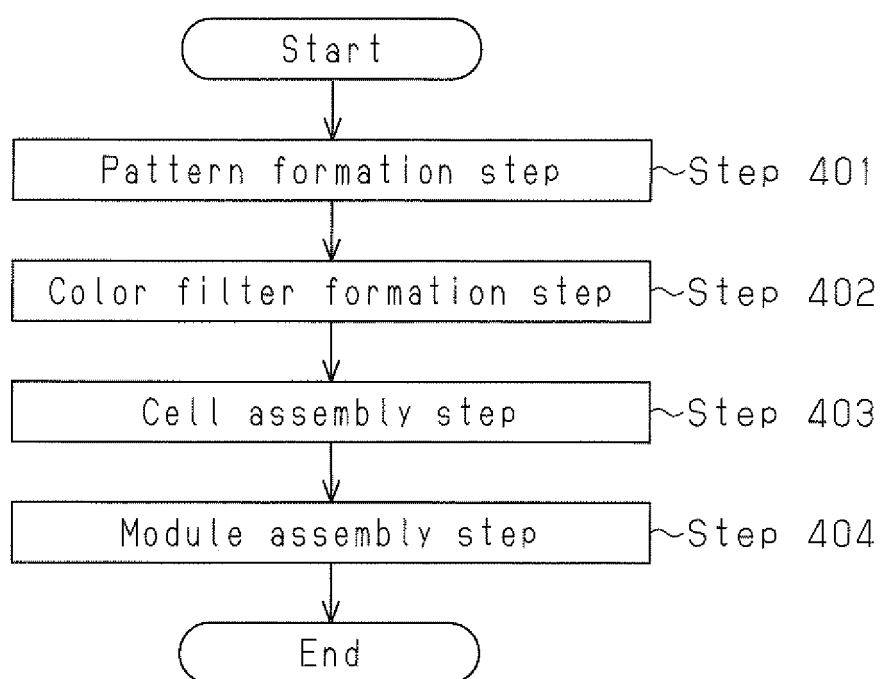 Start
Pattern formation step Step 401
Color filter formation step Step 402
Cell assembly step Step 403
Module assembly step Step 404
End